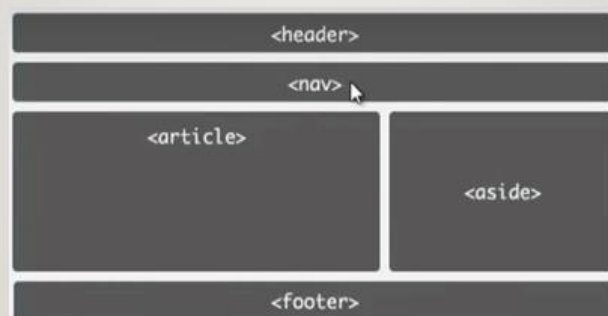 <header>
<nav>
<article>
<aside>
<footer>